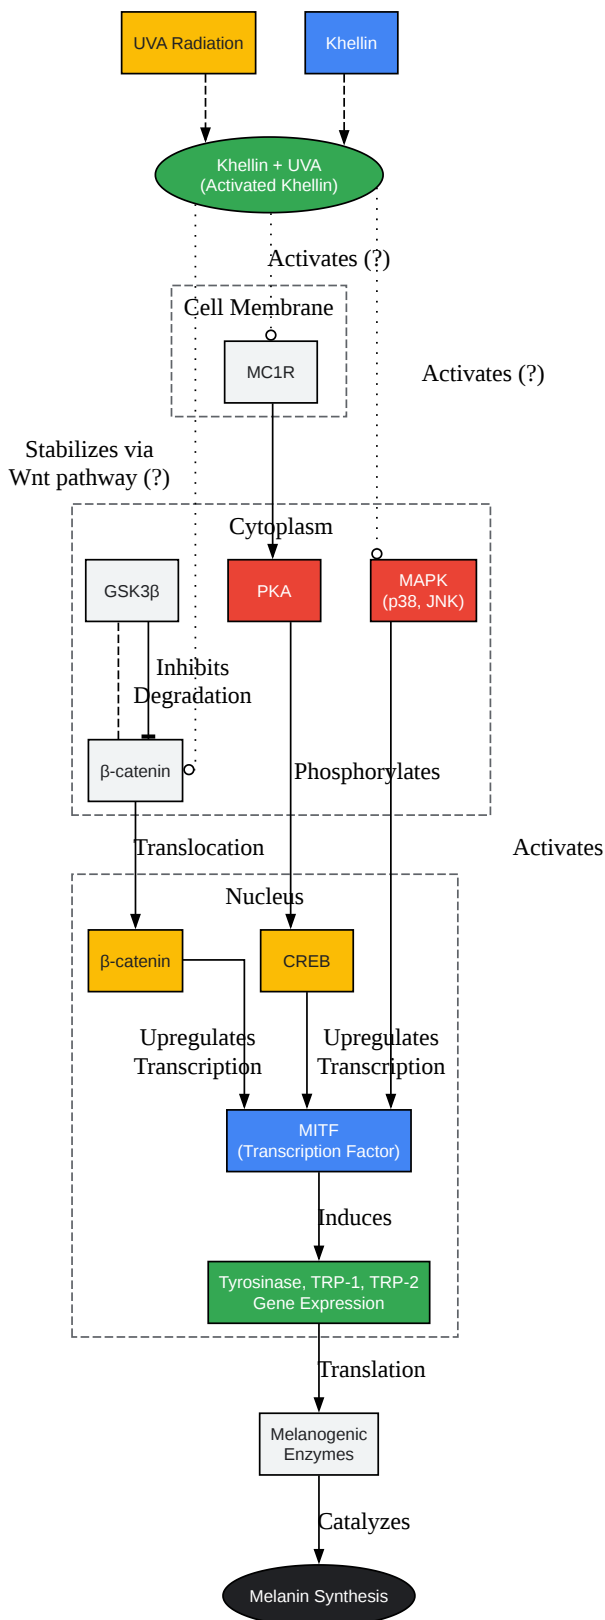 UVA Radiation
Khellin
Khellin + UVA
(Activated Khellin)
Activates (?)
Cell Membrane
MC1R
Activates (?)
Stabilizes via
Wnt pathway (?)
Cytoplasm
GSK3β
PKA
MAPK
(p38, JNK)
Inhibits
Degradation
β-catenin
Phosphorylates
Translocation
Activates
Nucleus
β-catenin
CREB
Upregulates
Transcription
Upregulates
Transcription
MITF
(Transcription Factor)
Induces
Tyrosinase, TRP-1, TRP-2
Gene Expression
Translation
Melanogenic
Enzymes
Catalyzes
Melanin Synthesis